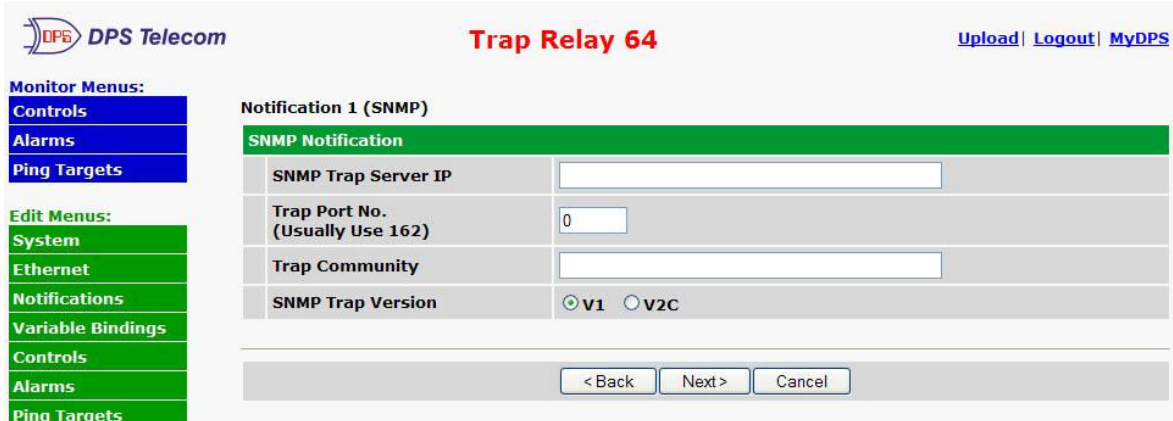 DPS DPS Telecom
Trap Relay 64
Upload| Logout| MyDPS
Monitor Menus:
Controls
Alarms
Ping Targets
Edit Menus:
System
Ethernet
Notifications
Variable Bindings
Controls
Alarms
Ping Targets
Notification 1 (SNMP)
SNMP Notification
SNMP Trap Server IP
Trap Port No.
(Usually Use 162)
0
Trap Community
SNMP Trap Version
V1 V2C
< Back Next > Cancel